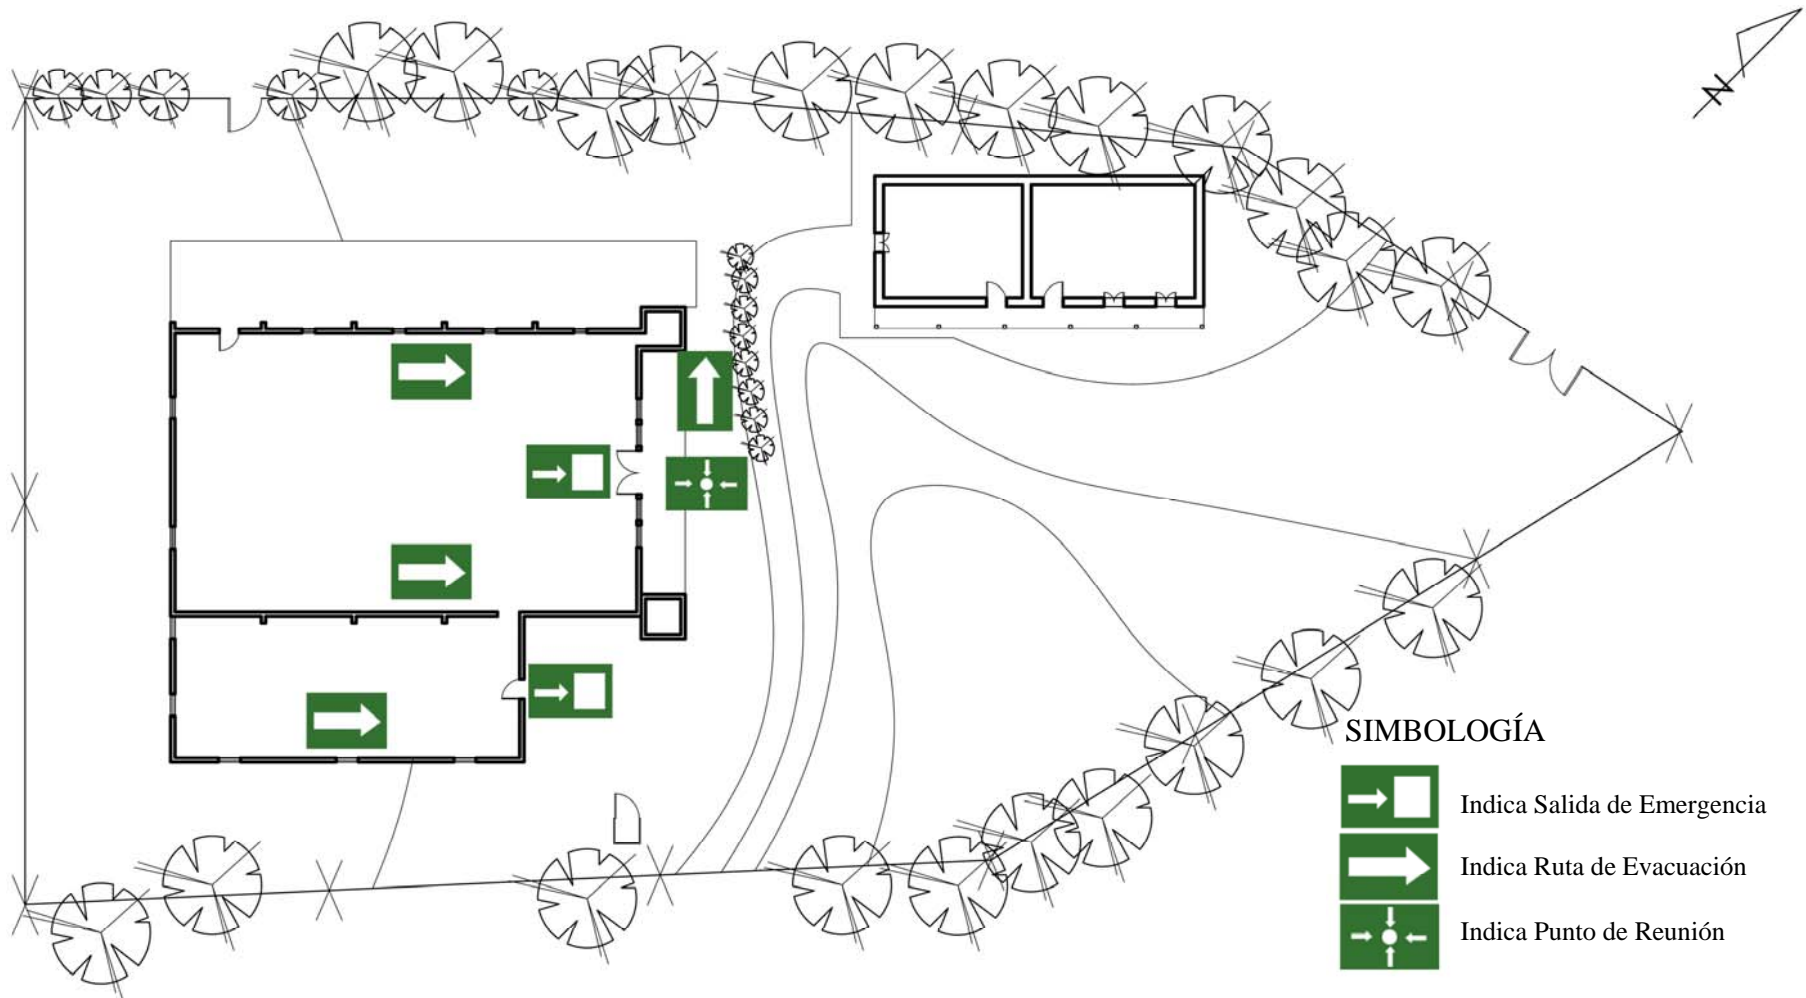 N
SIMBOLOGÍA
Indica Salida de Emergencia
Indica Ruta de Evacuación
Indica Punto de Reunión